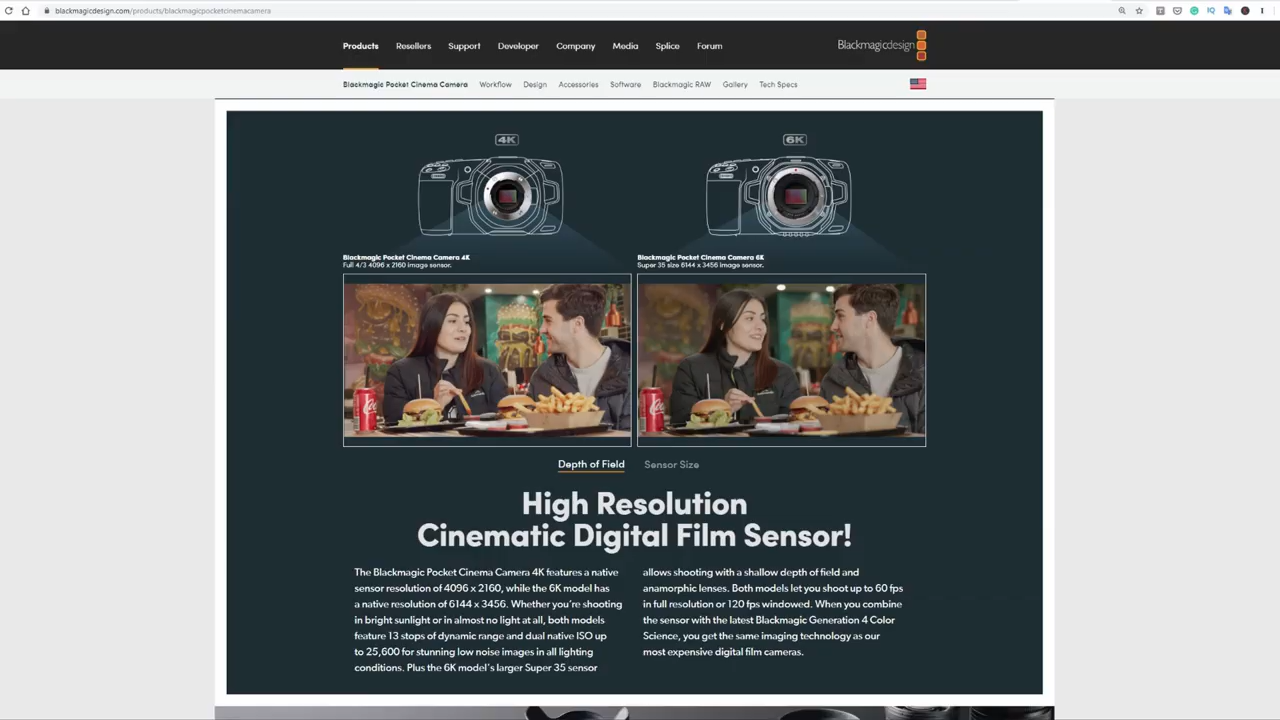 blackmagicdesign.com/products/blackmagicpocketcinemacamera
Products Resellers Support Developer Company Media Splice Forum
Blackmagicdesign
Blackmagic Pocket Cinema Camera Workflow Design Accessories Software Blackmagic RAW Gallery Tech Specs
4K
6K
Blackmagic Pocket Cinema Camera 4K
Full 4/3 4096 x 2160 image sensor.
Blackmagic Pocket Cinema Camera 6K
Super 35 size 6144 x 3456 image sensor.
Depth of Field Sensor Size
High Resolution
Cinematic Digital Film Sensor!
The Blackmagic Pocket Cinema Camera 4K features a native
sensor resolution of 4096 x 2160, while the 6K model has
a native resolution of 6144 x 3456. Whether you're shooting
in bright sunlight or in almost no light at all, both models
feature 13 stops of dynamic range and dual native ISO up
to 25,600 for stunning low noise images in all lighting
conditions. Plus the 6K model's larger Super 35 sensor
allows shooting with a shallow depth of field and
anamorphic lenses. Both models let you shoot up to 60 fps
in full resolution or 120 fps windowed. When you combine
the sensor with the latest Blackmagic Generation 4 Color
Science, you get the same imaging technology as our
most expensive digital film cameras.